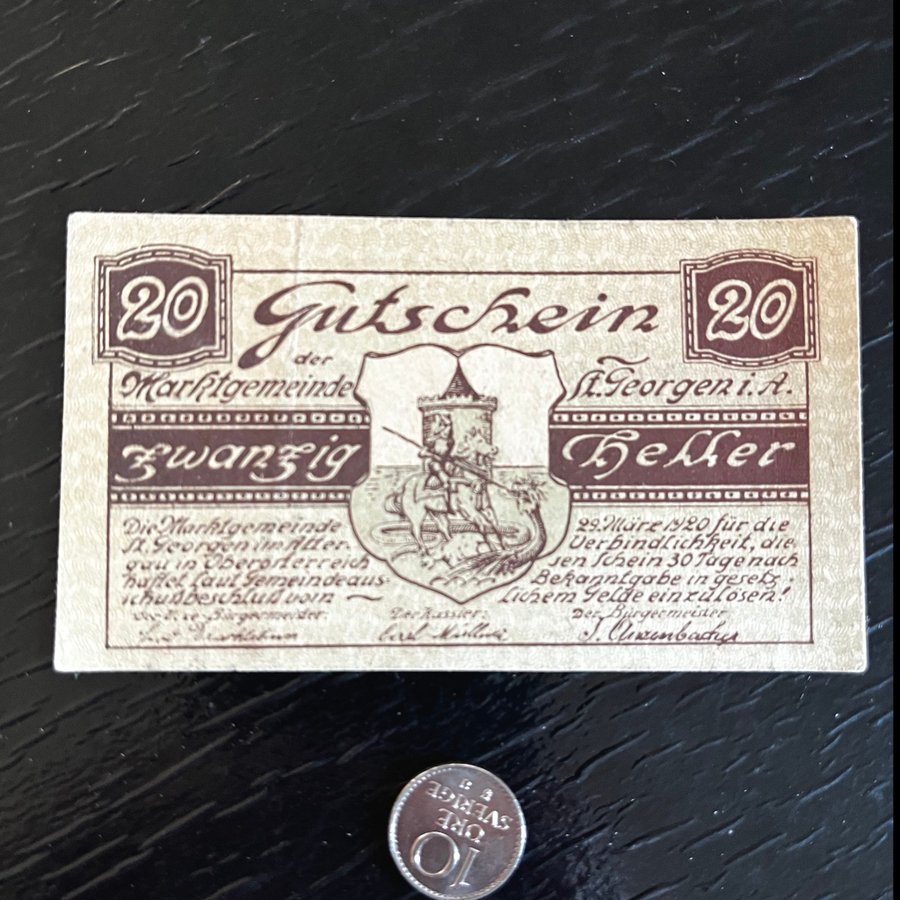 20 Gutschein 20
der
Marktgemeinde St. Georgen i. A.
zwanzig Heller
Die Marktgemeinde
St. Georgen im Atter-
gau in Oberösterreich
haftet laut Gemeindeaus-
schußbeschluß vom
29. März 1920 für die
Verbindlichkeit, die-
sen Schein 30 Tage nach
Bekanntgabe in gesetz-
lichem Gelde einzulösen!
Bürgermeister:
Der Kassier:
Der Bürgermeister
10
ÖRE
SVERIGE